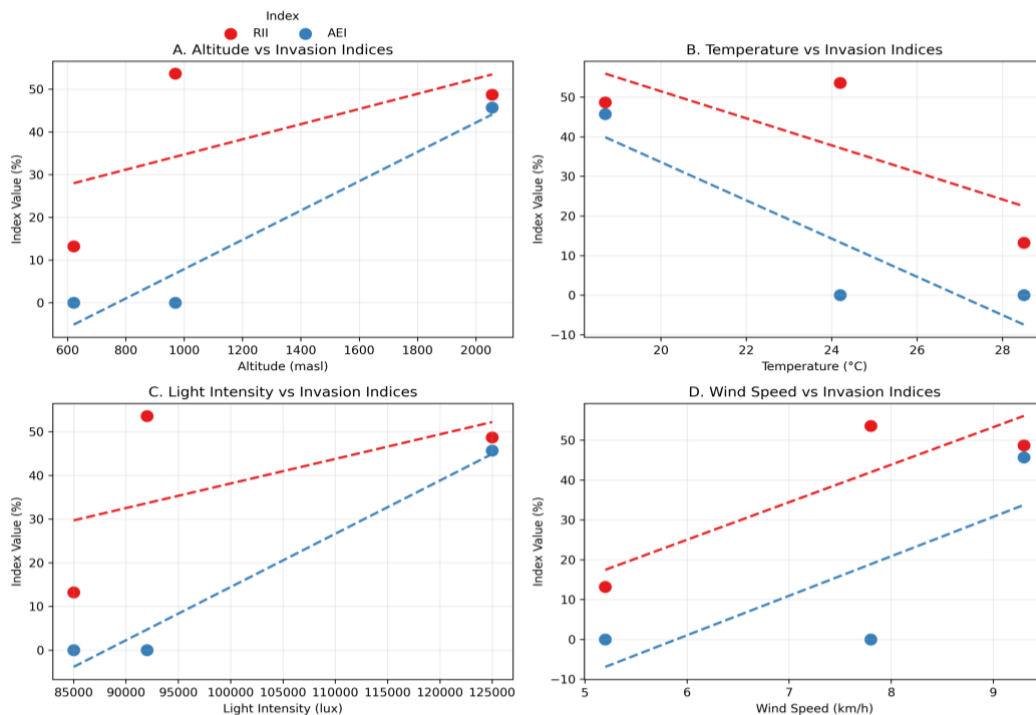 Index
RII AEI
A. Altitude vs Invasion Indices
Index Value (%)
50
40
30
20
10
0
600 800 1000 1200 1400 1600 1800 2000
Altitude (masl)
B. Temperature vs Invasion Indices
Index Value (%)
50
40
30
20
10
0
−10
20 22 24 26 28
Temperature (°C)
C. Light Intensity vs Invasion Indices
Index Value (%)
50
40
30
20
10
0
85000 90000 95000 100000 105000 110000 115000 120000 125000
Light Intensity (lux)
D. Wind Speed vs Invasion Indices
Index Value (%)
50
40
30
20
10
0
−10
5 6 7 8 9
Wind Speed (km/h)